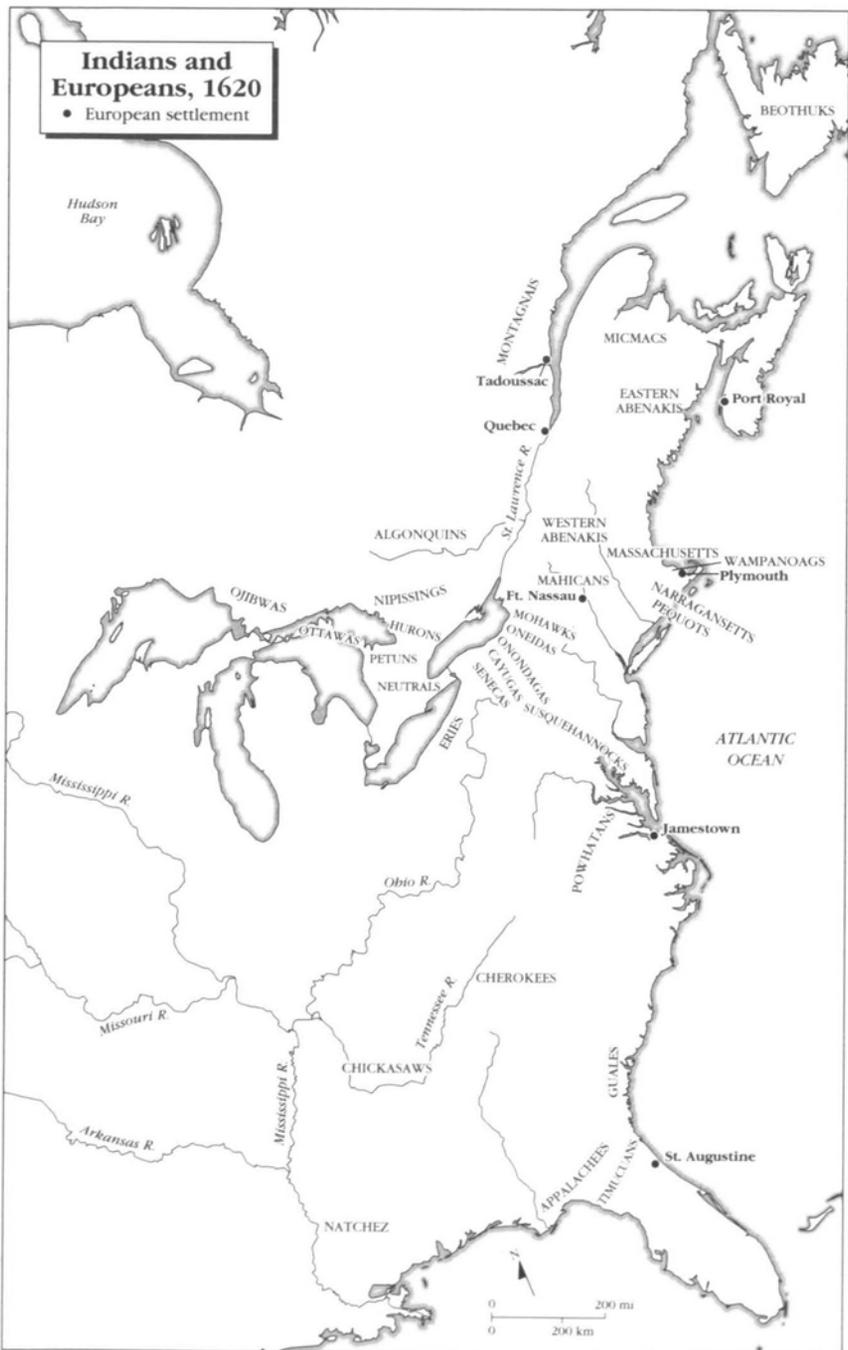 Indians and
Europeans, 1620
• European settlement
BEOTHUKS
Hudson
Bay
MONTAGNAIS
MICMACS
Tadoussac
EASTERN
ABENAKIS
Port Royal
Quebec
St. Lawrence R.
ALGONQUINS
WESTERN
ABENAKIS
MASSACHUSETTS
WAMPANOAGS
Plymouth
MAHICANS
Ft. Nassau
NARRAGANSETTS
PEQUOTS
OJIBWAS
NIPISSINGS
OTTAWAS
HURONS
PETUNS
NEUTRALS
MOHAWKS
ONEIDAS
ONONDAGAS
CAYUGAS
SENECAS
SUSQUEHANNOCKS
ERIES
ATLANTIC
OCEAN
Mississippi R.
Jamestown
POWHATANS
Ohio R.
CHEROKEES
Tennessee R.
Missouri R.
CHICKASAWS
Mississippi R.
GUALES
Arkansas R.
St. Augustine
APPALACHEES
TIMUCUANS
NATCHEZ
N
0 200 mi
0 200 km